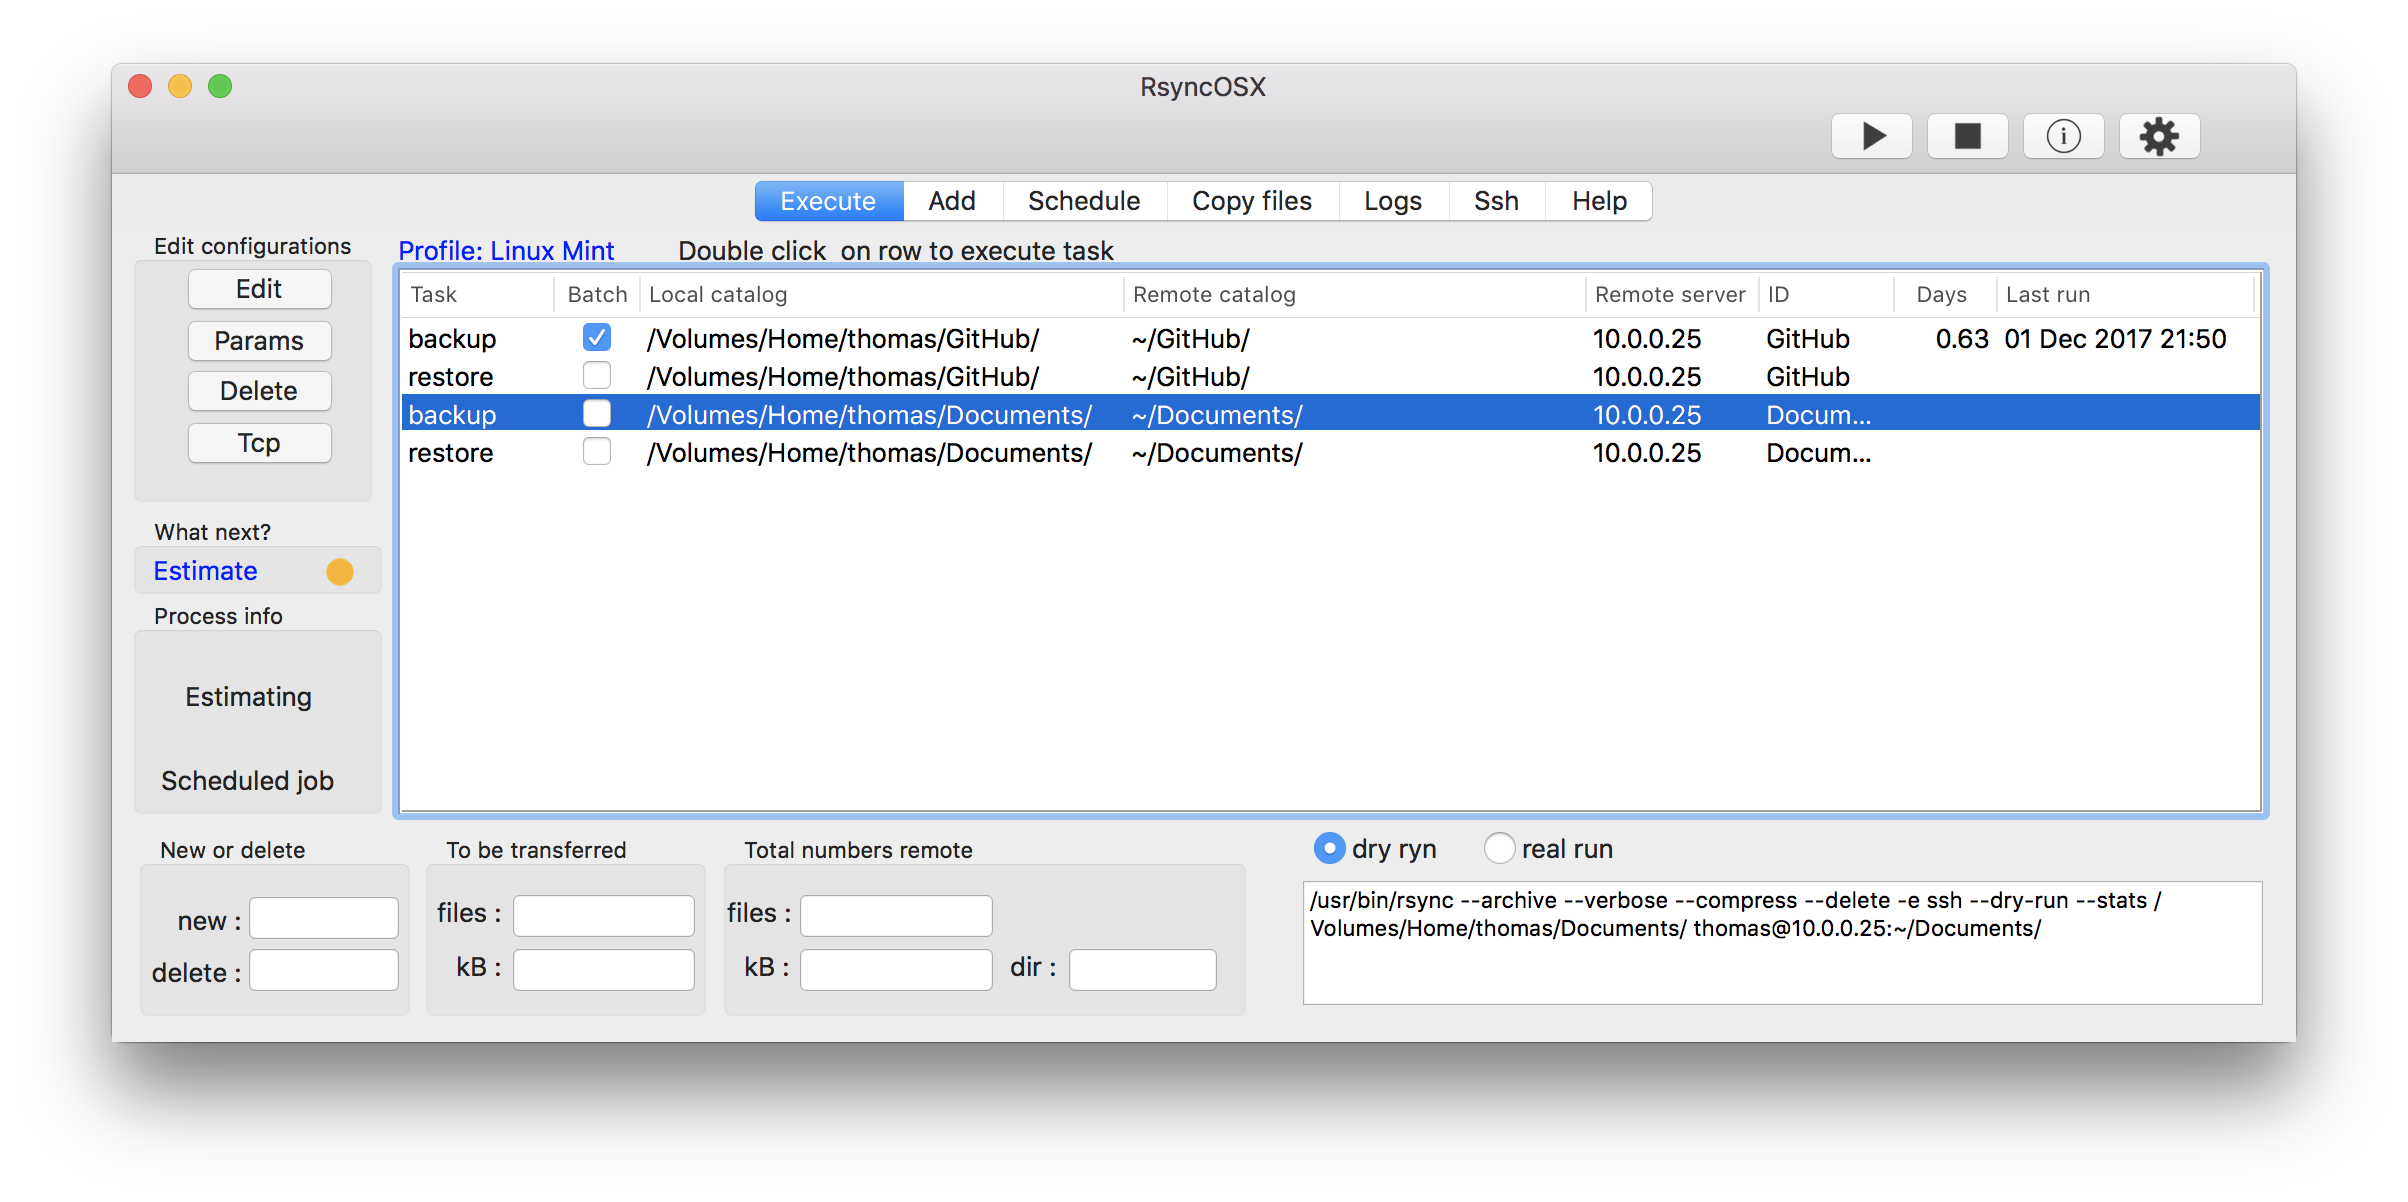 RsyncOSX
Execute Add Schedule Copy files Logs Ssh Help
Edit configurations
Edit
Params
Delete
Tcp
What next?
Estimate
Process info
Estimating
Scheduled job
Profile: Linux Mint Double click on row to execute task
Task Batch Local catalog Remote catalog Remote server ID Days Last run
backup /Volumes/Home/thomas/GitHub/ ~/GitHub/ 10.0.0.25 GitHub 0.63 01 Dec 2017 21:50
restore /Volumes/Home/thomas/GitHub/ ~/GitHub/ 10.0.0.25 GitHub
backup /Volumes/Home/thomas/Documents/ ~/Documents/ 10.0.0.25 Docum...
restore /Volumes/Home/thomas/Documents/ ~/Documents/ 10.0.0.25 Docum...
New or delete
new :
delete :
To be transferred
files :
kB :
Total numbers remote
files :
kB : dir :
dry ryn real run
/usr/bin/rsync --archive --verbose --compress --delete -e ssh --dry-run --stats /
Volumes/Home/thomas/Documents/ thomas@10.0.0.25:~/Documents/